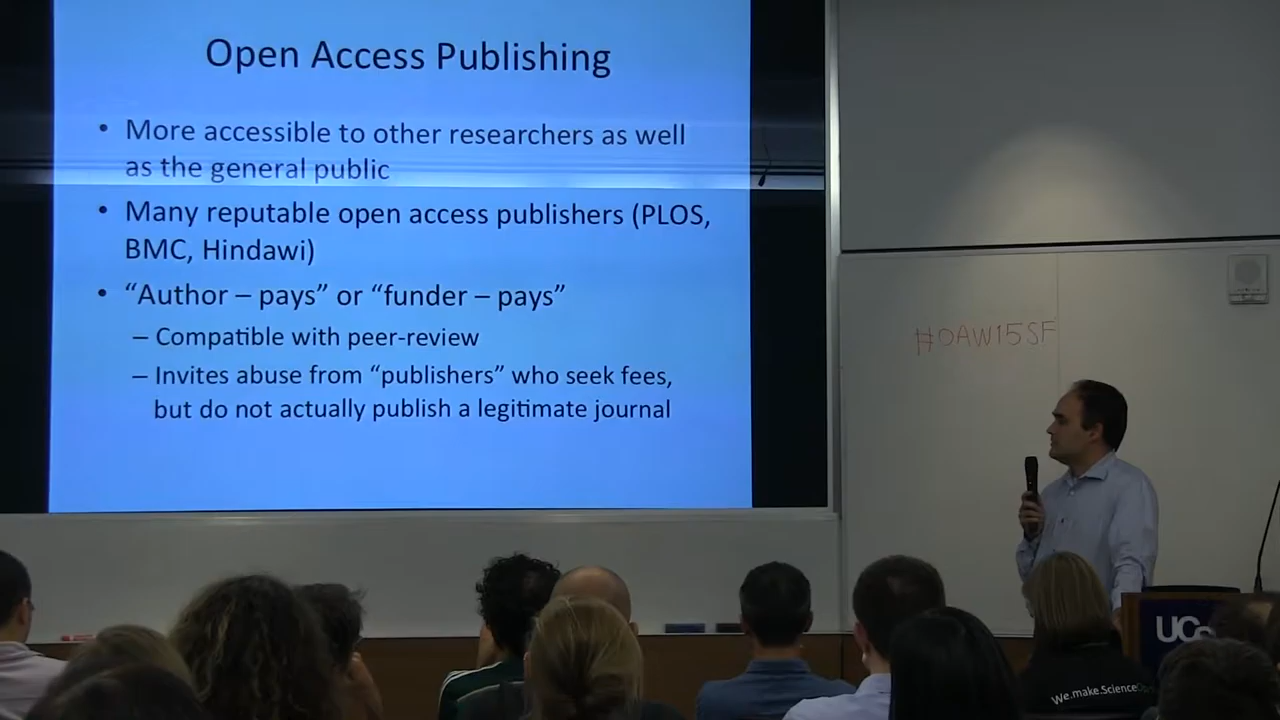 Open Access Publishing
• More accessible to other researchers as well
as the general public
• Many reputable open access publishers (PLOS,
BMC, Hindawi)
• “Author – pays” or “funder – pays”
– Compatible with peer-review
– Invites abuse from “publishers” who seek fees,
but do not actually publish a legitimate journal
#OAW15SF
We.make.Science